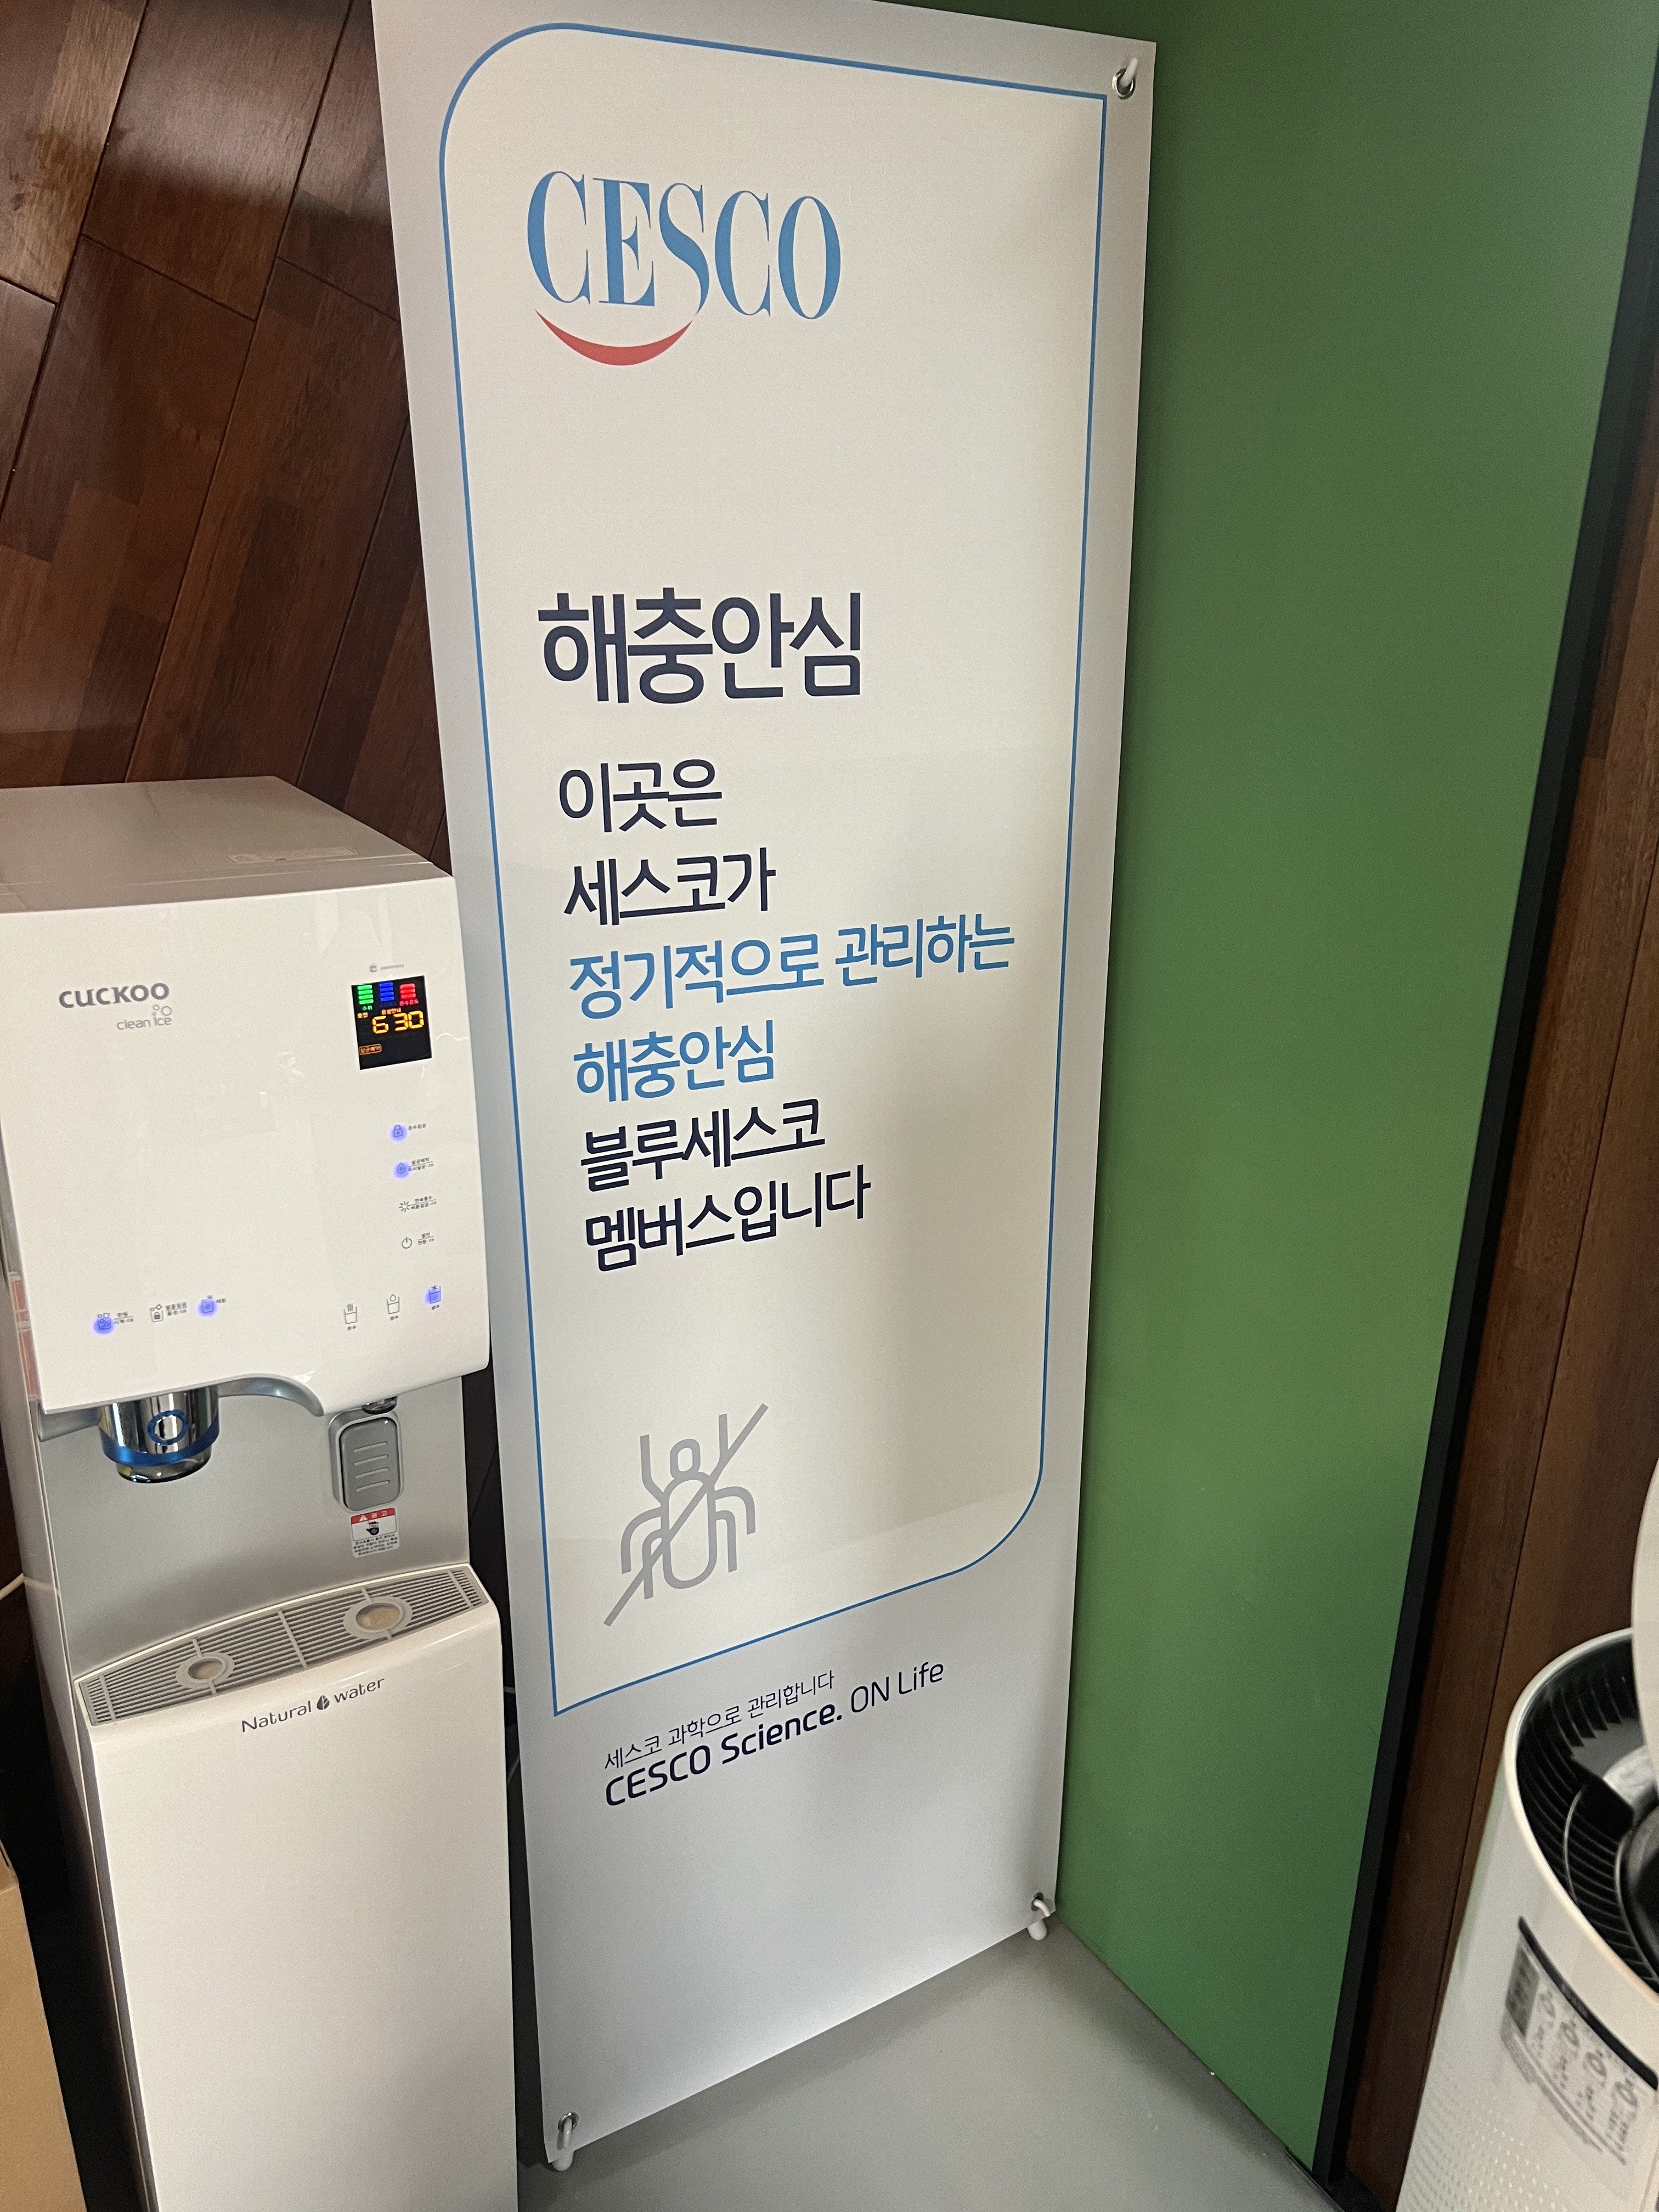 CESCO
해충안심
이곳은
세스코가
정기적으로 관리하는
해충안심
블루세스코
멤버스입니다
세스코 과학으로 관리합니다
CESCO Science. ON Life
CUCKOO
clean ice
6 30
Natural water